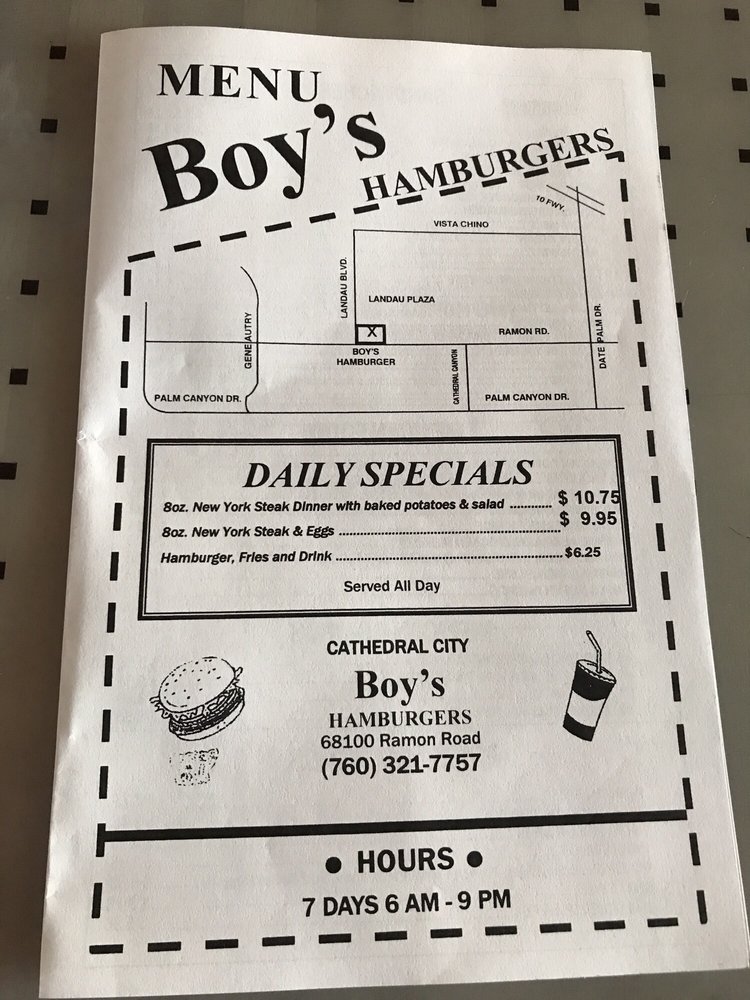 MENU
Boy's
HAMBURGERS
10 FWY.
VISTA CHINO
LANDAU BLVD.
LANDAU PLAZA
GENE AUTRY
X
RAMON RD.
DATE PALM DR.
BOY'S
HAMBURGER
CATHEDRAL CANYON
PALM CANYON DR.
PALM CANYON DR.
DAILY SPECIALS
8oz. New York Steak Dinner with baked potatoes & salad ............ $ 10.75
8oz. New York Steak & Eggs ............................................................ $ 9.95
Hamburger, Fries and Drink ............................................................ $6.25
Served All Day
CATHEDRAL CITY
Boy's
HAMBURGERS
68100 Ramon Road
(760) 321-7757
● HOURS ●
7 DAYS 6 AM - 9 PM